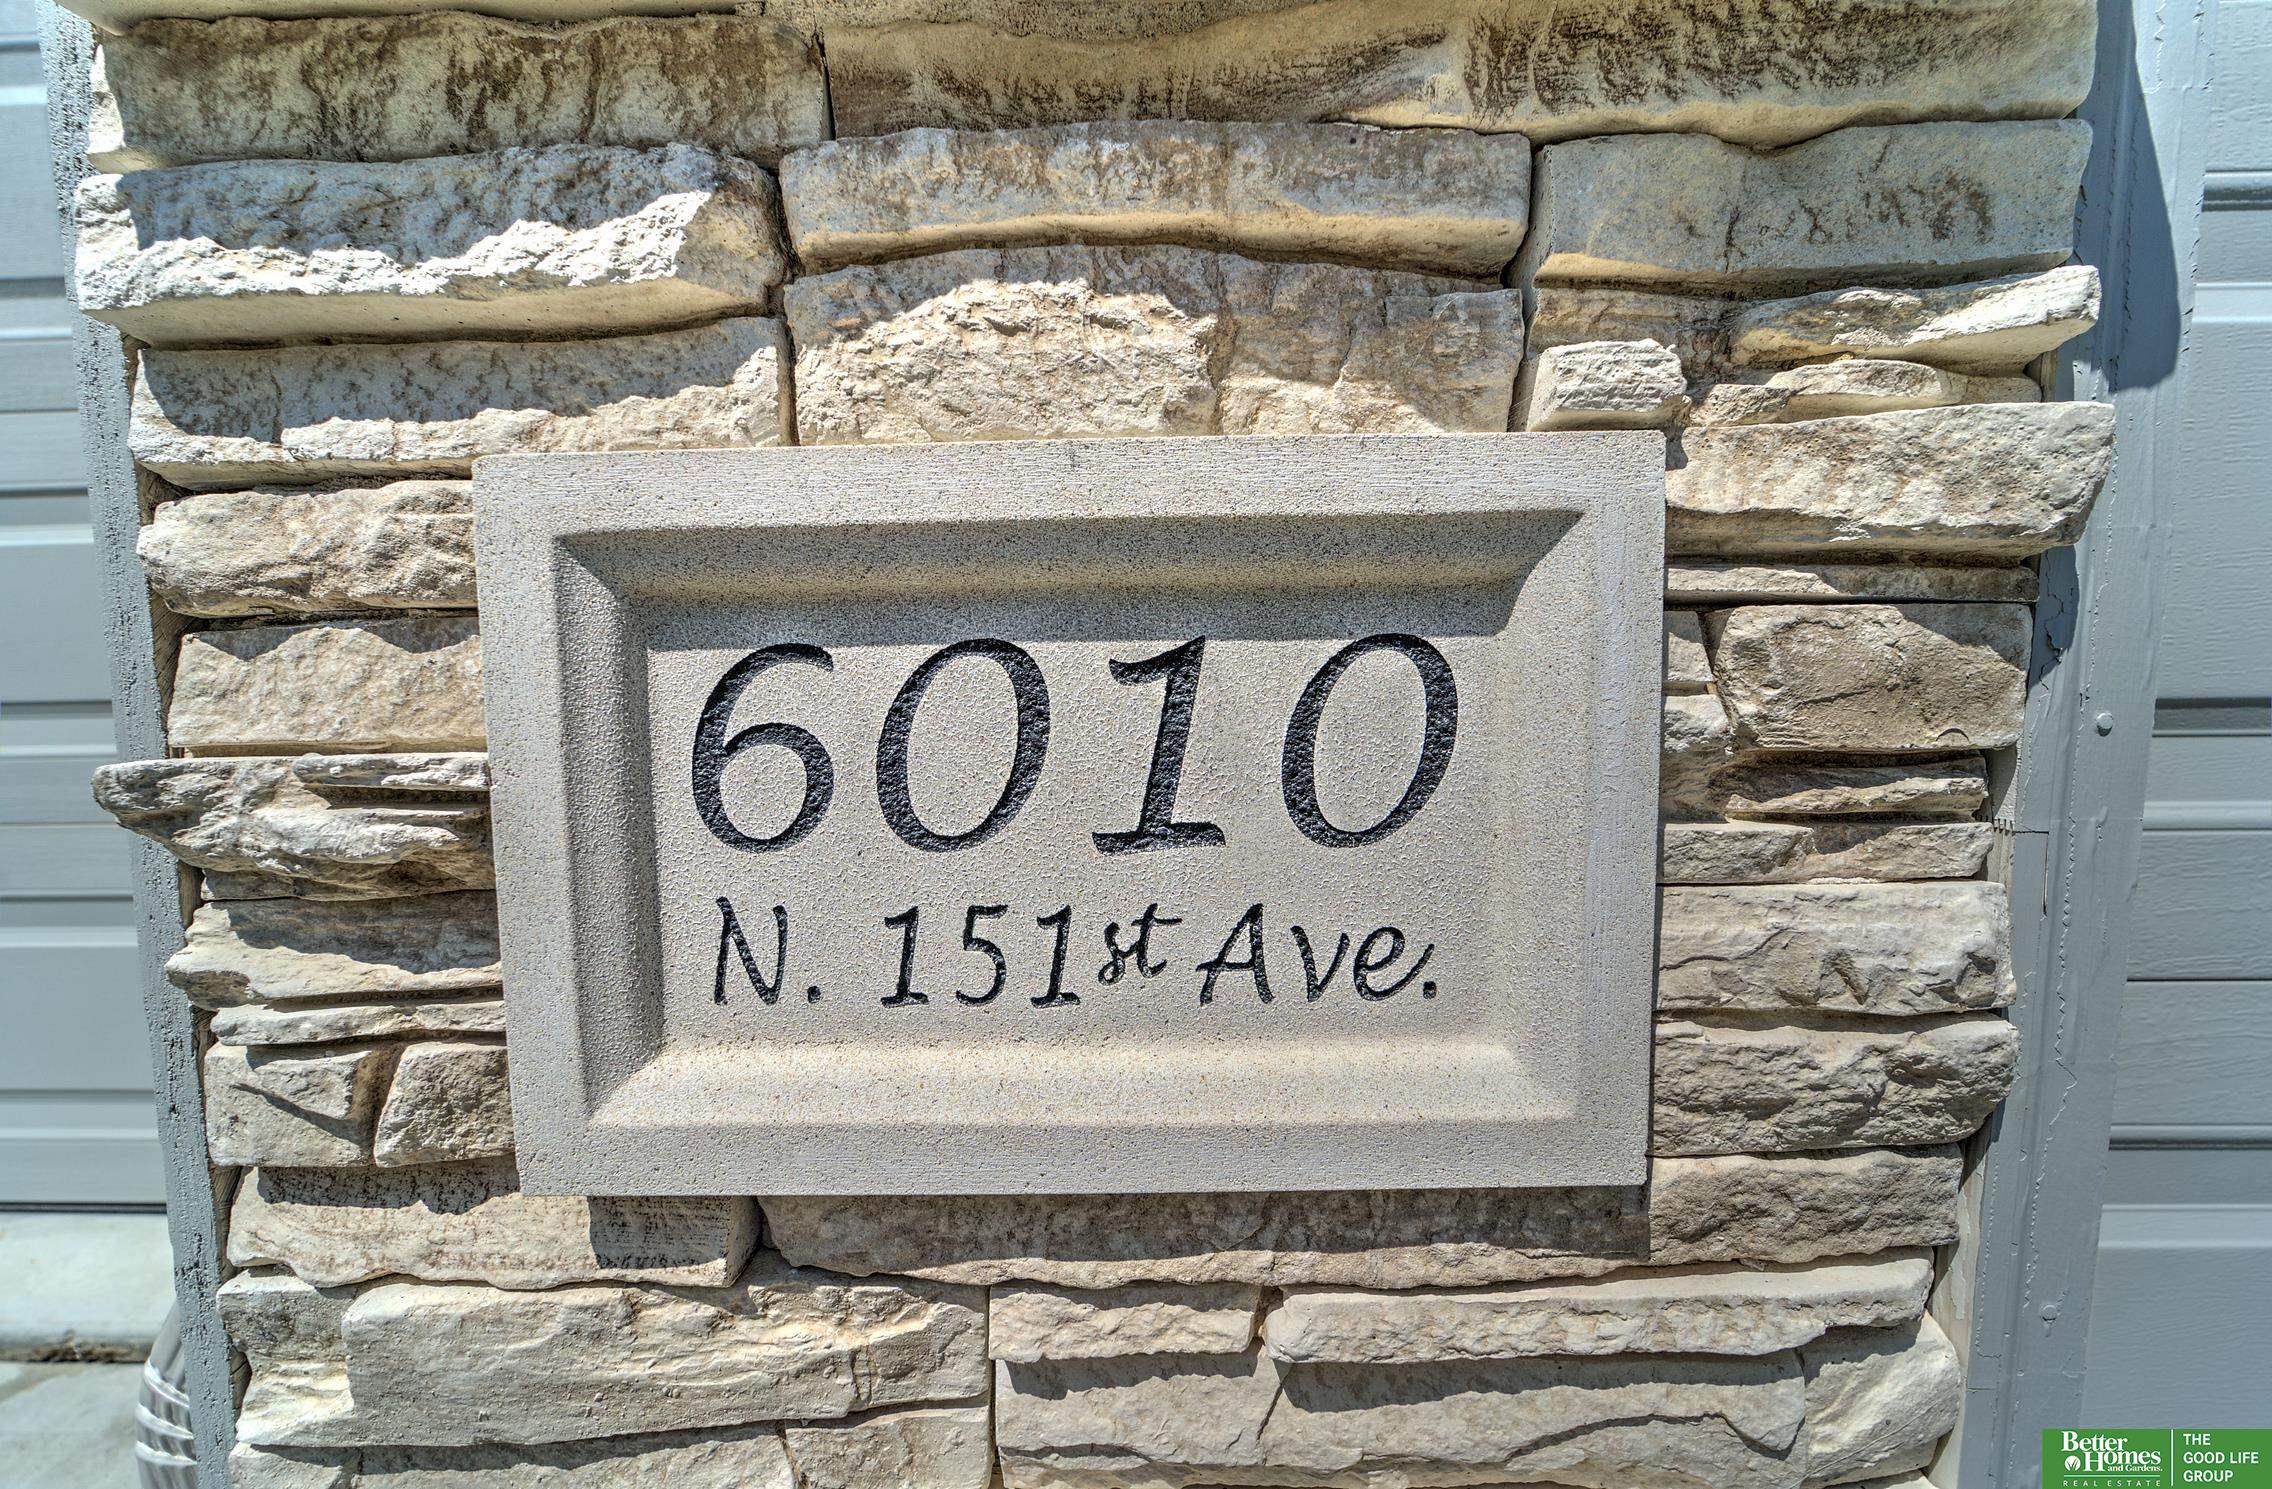 6010
N. 151st Ave.
Better
Homes
and Gardens.
REAL ESTATE
THE
GOOD LIFE
GROUP